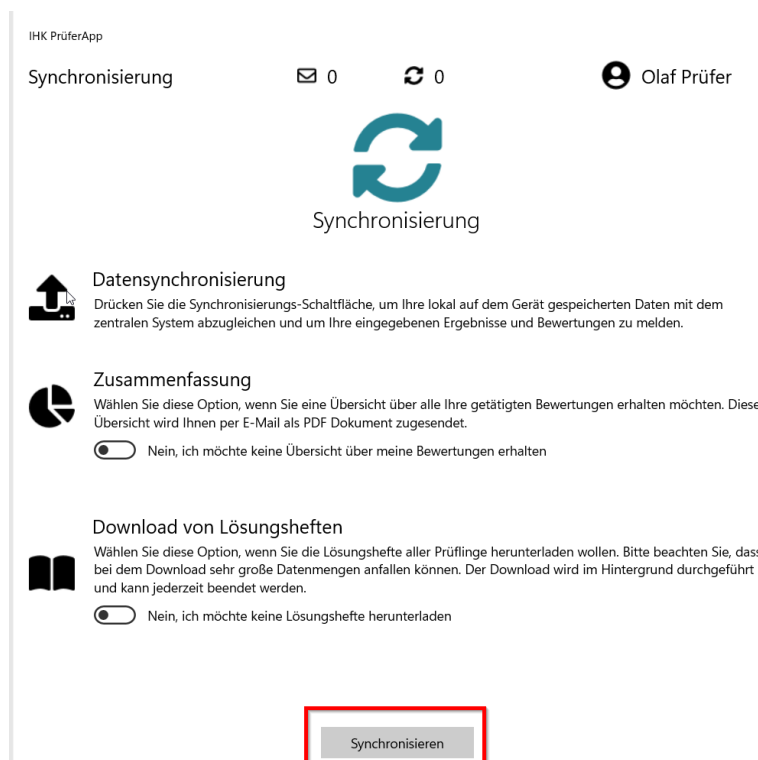 IHK PrüferApp
Synchronisierung 0 0 Olaf Prüfer
Synchronisierung
Datensynchronisierung
Drücken Sie die Synchronisierungs-Schaltfläche, um Ihre lokal auf dem Gerät gespeicherten Daten mit dem
zentralen System abzugleichen und um Ihre eingegebenen Ergebnisse und Bewertungen zu melden.
Zusammenfassung
Wählen Sie diese Option, wenn Sie eine Übersicht über alle Ihre getätigten Bewertungen erhalten möchten. Diese
Übersicht wird Ihnen per E-Mail als PDF Dokument zugesendet.
Nein, ich möchte keine Übersicht über meine Bewertungen erhalten
Download von Lösungsheften
Wählen Sie diese Option, wenn Sie die Lösungshefte aller Prüflinge herunterladen wollen. Bitte beachten Sie, dass
bei dem Download sehr große Datenmengen anfallen können. Der Download wird im Hintergrund durchgeführt
und kann jederzeit beendet werden.
Nein, ich möchte keine Lösungshefte herunterladen
Synchronisieren